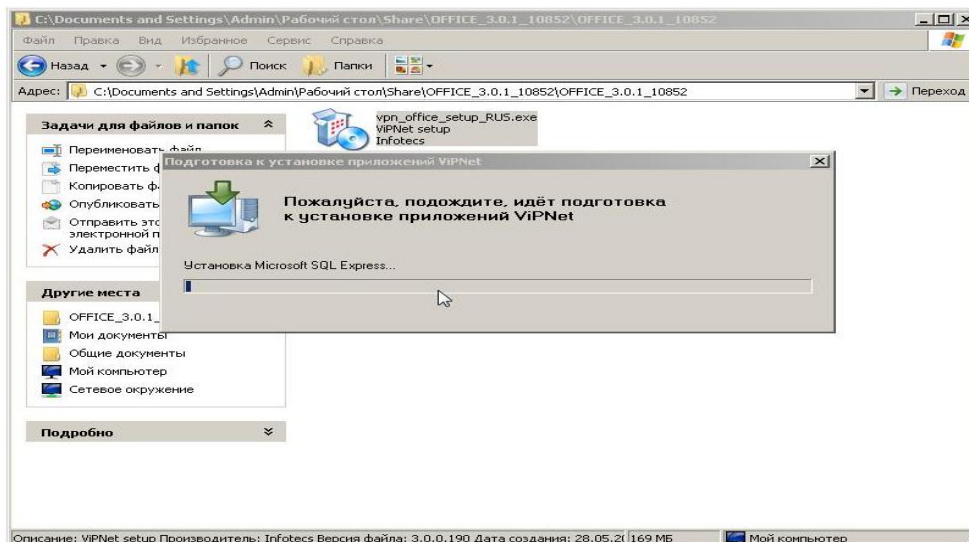 C:\Documents and Settings\Admin\Рабочий стол\Share\OFFICE_3.0.1_10852\OFFICE_3.0.1_10852
Файл Правка Вид Избранное Сервис Справка
Назад Поиск Папки
Адрес: C:\Documents and Settings\Admin\Рабочий стол\Share\OFFICE_3.0.1_10852\OFFICE_3.0.1_10852 Переход
Задачи для файлов и папок
Переименовать файл
Переместить ф
Копировать ф
Опубликовать
Отправить это
электронной п
Удалить файл
vpn_office_setup_RUS.exe
ViPNet setup
Infotecs
Подготовка к установке приложений ViPNet
Пожалуйста, подождите, идёт подготовка
к установке приложений ViPNet
Установка Microsoft SQL Express...
Другие места
OFFICE_3.0.1_
Мои документы
Общие документы
Мой компьютер
Сетевое окружение
Подробно
Описание: ViPNet setup Производитель: Infotecs Версия файла: 3.0.0.190 Дата создания: 28.05.2( 169 МБ Мой компьютер